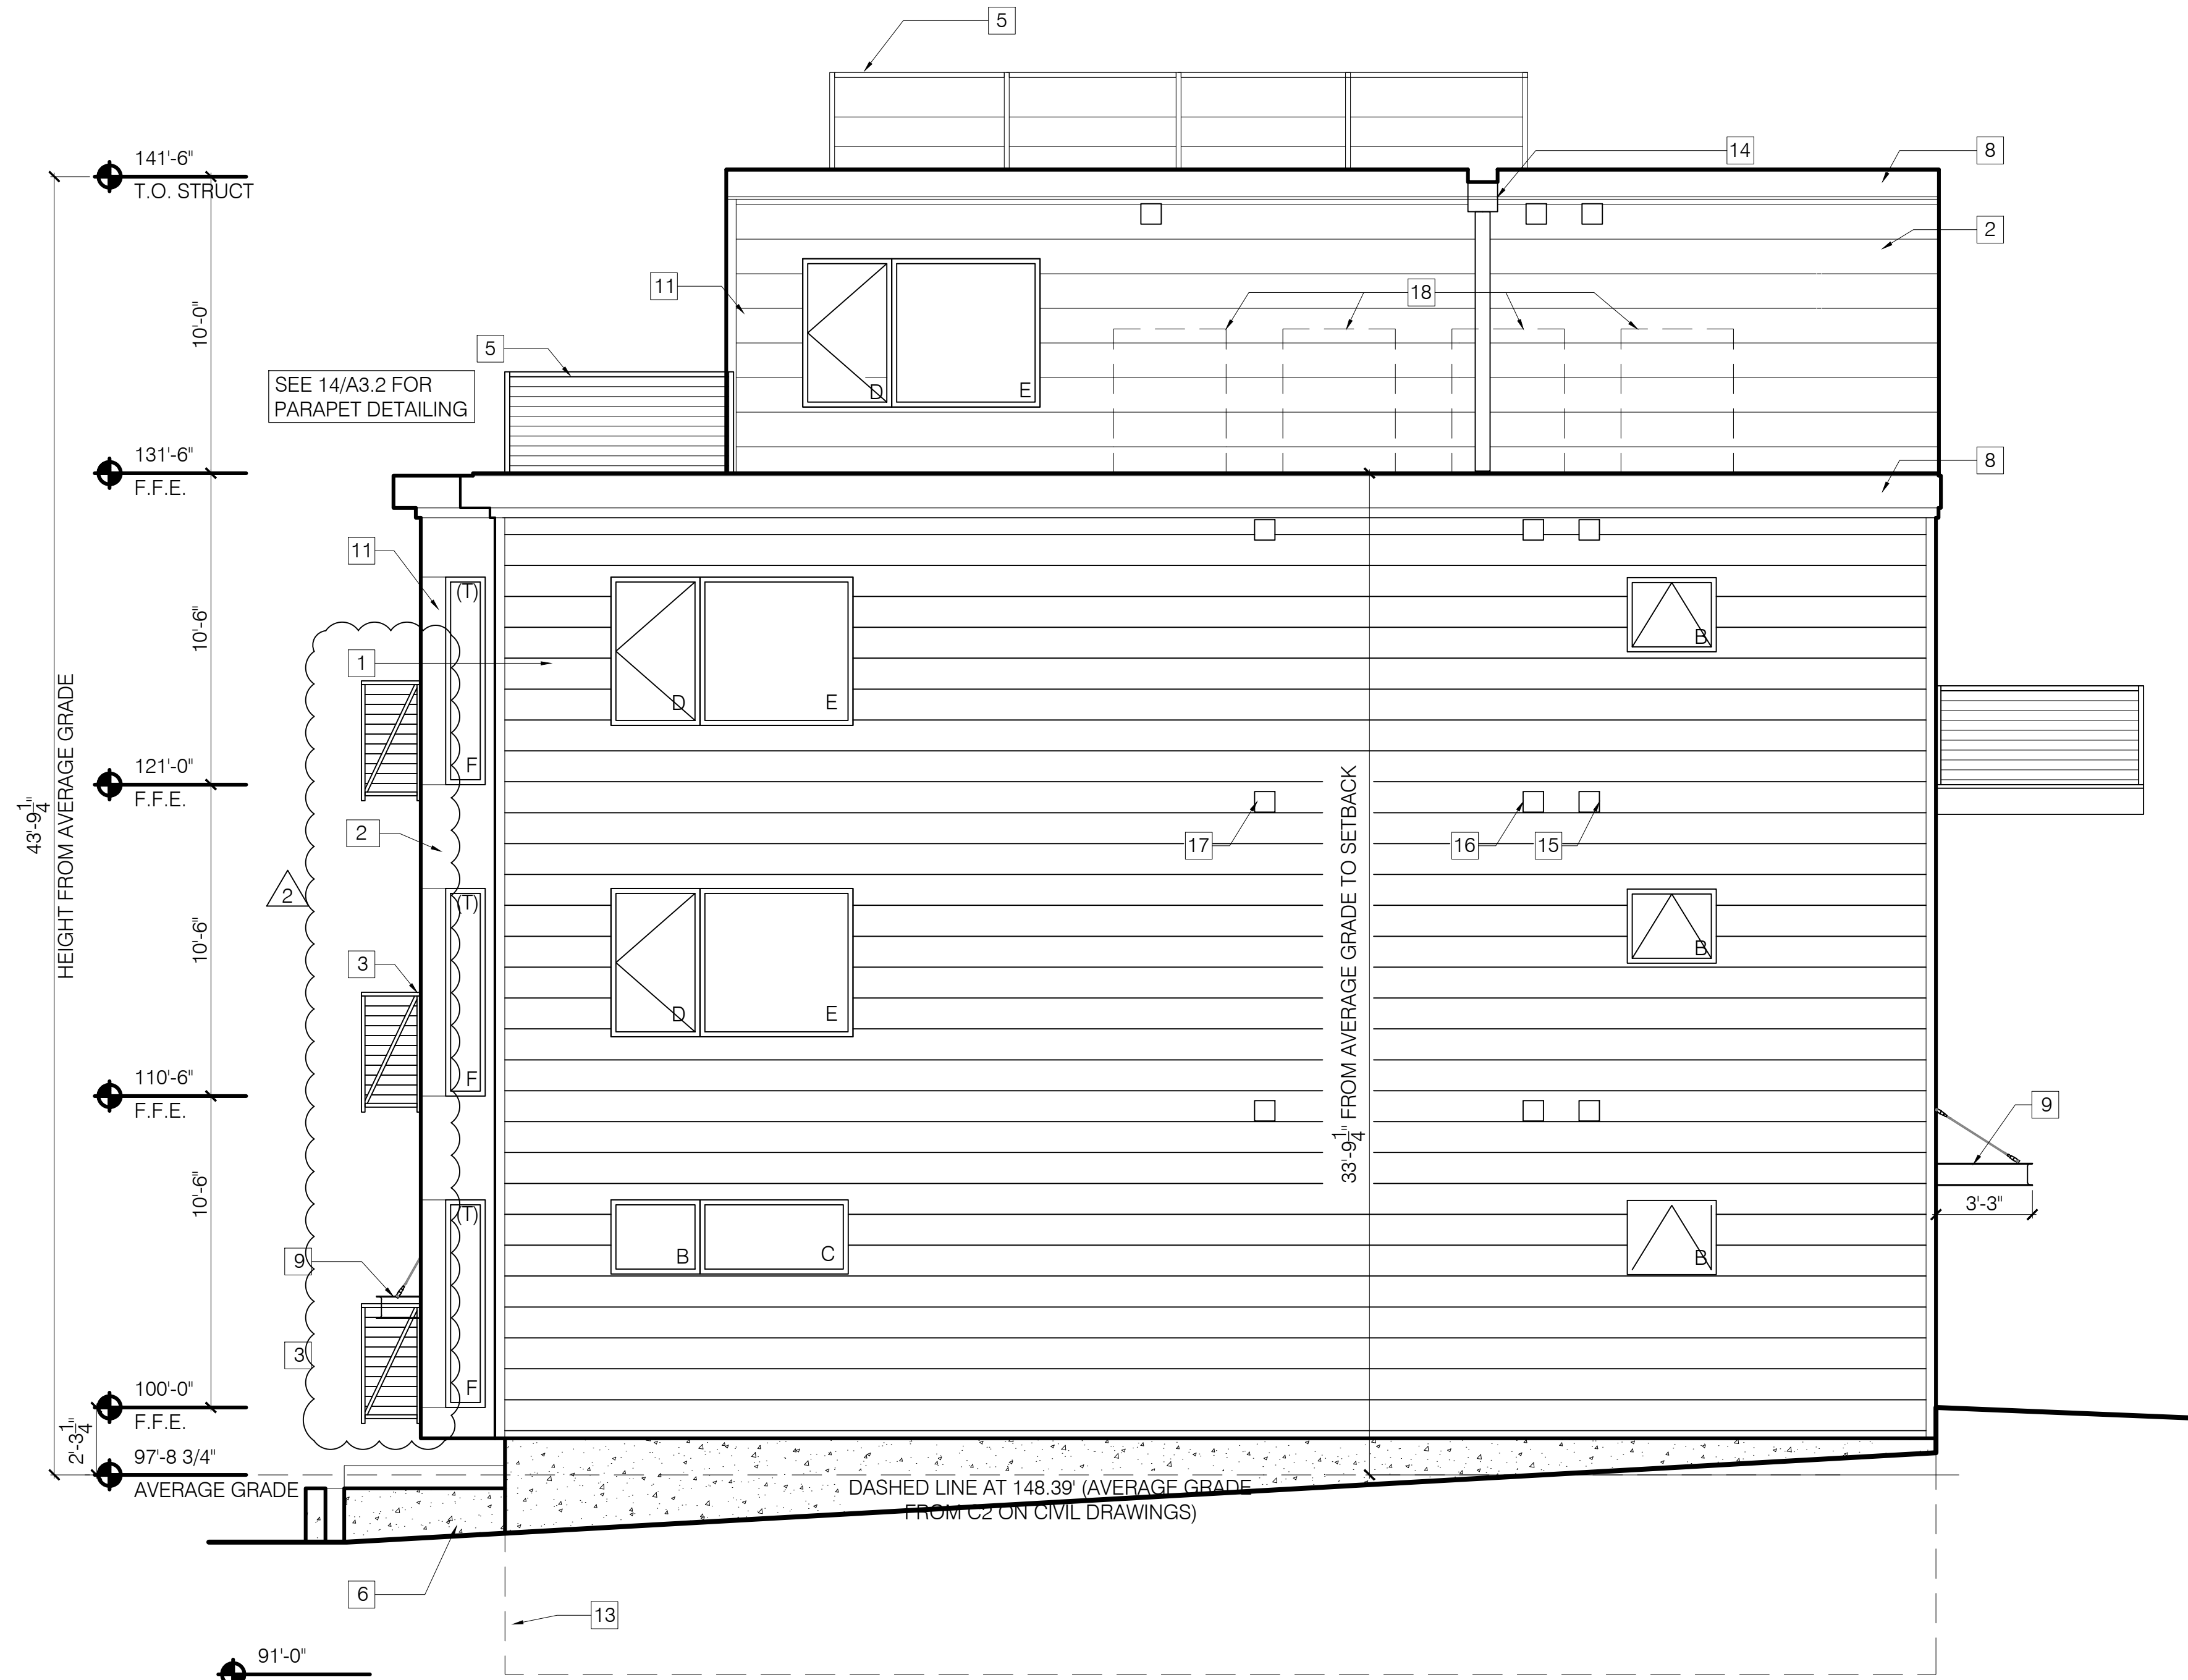 5
141'-6"
T.O. STRUCT
14
8
2
11
18
10'-0"
D
E
5
SEE 14/A3.2 FOR
PARAPET DETAILING
131'-6"
F.F.E.
8
11
(T)
10'-6"
1
B
D
E
F
121'-0"
F.F.E.
43'-9 1/4"
HEIGHT FROM AVERAGE GRADE
2
17
16
15
33'-9 1/4" FROM AVERAGE GRADE TO SETBACK
2
(T)
10'-6"
B
3
D
E
F
110'-6"
F.F.E.
9
3'-3"
10'-6"
(T)
9
B
C
B
3
F
100'-0"
F.F.E.
2'-3 1/4"
97'-8 3/4"
AVERAGE GRADE
DASHED LINE AT 148.39' (AVERAGE GRADE
FROM C2 ON CIVIL DRAWINGS)
6
13
91'-0"